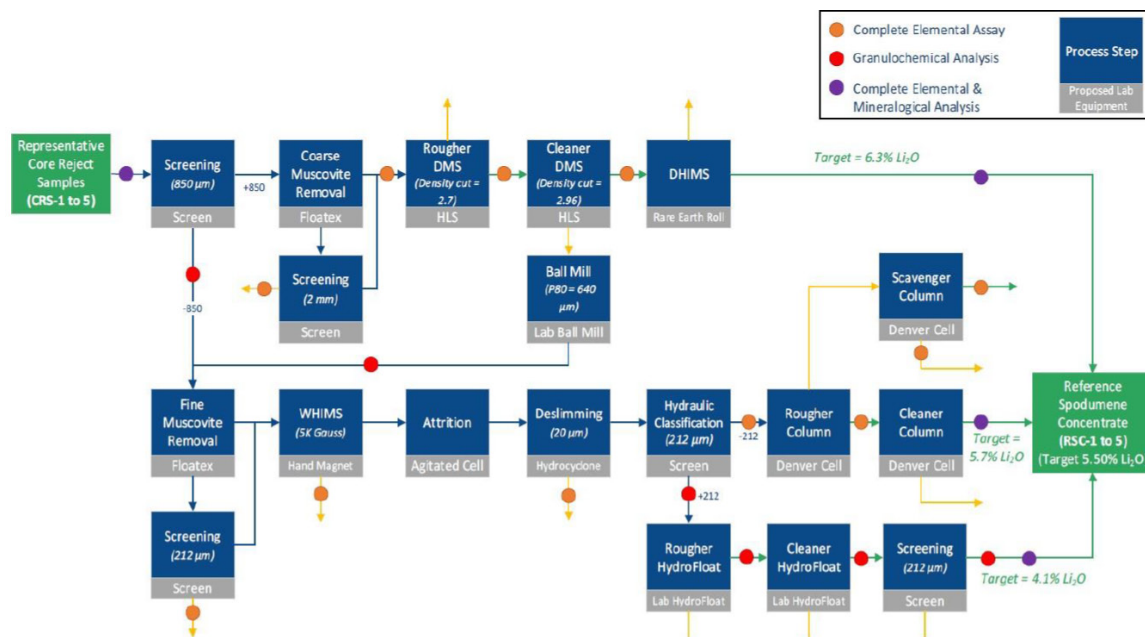 Complete Elemental Assay
Granulochemical Analysis
Complete Elemental &
Mineralogical Analysis
Process Step
Proposed Lab
Equipment
Representative
Core Reject
Samples
(CRS-1 to 5)
Screening
(850 µm)
Screen
+850
-850
Coarse
Muscovite
Removal
Floatex
Screening
(2 mm)
Screen
Rougher
DMS
(Density cut =
2.7)
HLS
Cleaner
DMS
(Density cut =
2.96)
HLS
DHIMS
Rare Earth Roll
Target = 6.3% Li₂O
Ball Mill
(P80 = 640
µm)
Lab Ball Mill
Scavenger
Column
Denver Cell
Fine
Muscovite
Removal
Floatex
Screening
(212 µm)
Screen
WHIMS
(5K Gauss)
Hand Magnet
Attrition
Agitated Cell
Deslimming
(20 µm)
Hydrocyclone
Hydraulic
Classification
(212 µm)
Screen
-212
+212
Rougher
Column
Denver Cell
Cleaner
Column
Denver Cell
Target =
5.7% Li₂O
Reference
Spodumene
Concentrate
(RSC-1 to 5)
(Target 5.50% Li₂O
Rougher
HydroFloat
Lab HydroFloat
Cleaner
HydroFloat
Lab HydroFloat
Screening
(212 µm)
Screen
Target = 4.1% Li₂O